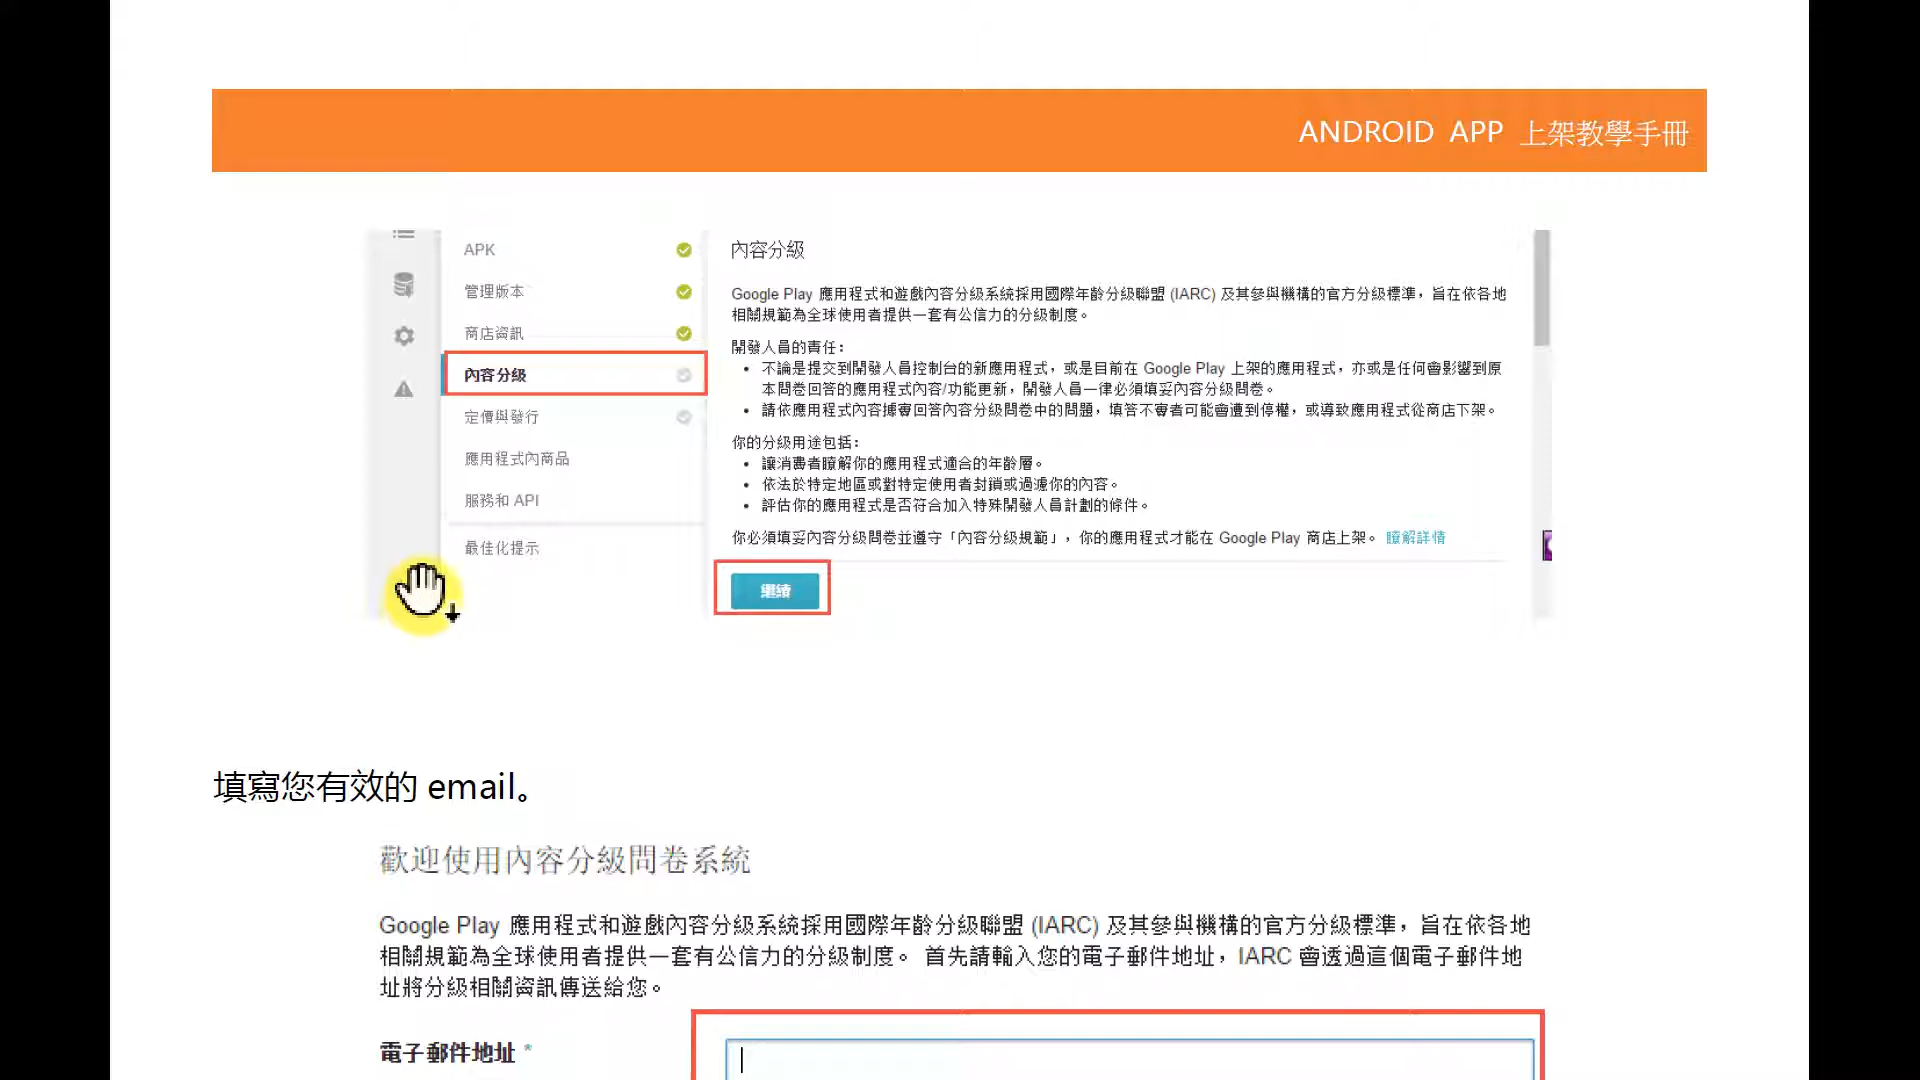 ANDROID APP 上架教學手冊
APK
管理版本
商店資訊
內容分級
定價與發行
應用程式內商品
服務和 API
最佳化提示
內容分級
Google Play 應用程式和遊戲內容分級系統採用國際年齡分級聯盟 (IARC) 及其參與機構的官方分級標準，旨在依各地
相關規範為全球使用者提供一套有公信力的分級制度。
開發人員的責任：
• 不論是提交到開發人員控制台的新應用程式，或是目前在 Google Play 上架的應用程式，亦或是任何會影響到原
本問卷回答的應用程式內容/功能更新，開發人員一律必須填妥內容分級問卷。
• 請依應用程式內容據實回答內容分級問卷中的問題，填答不實者可能會遭到停權，或導致應用程式從商店下架。
你的分級用途包括：
• 讓消費者瞭解你的應用程式適合的年齡層。
• 依法於特定地區或對特定使用者封鎖或過濾你的內容。
• 評估你的應用程式是否符合加入特殊開發人員計劃的條件。
你必須填妥內容分級問卷並遵守「內容分級規範」，你的應用程式才能在 Google Play 商店上架。 瞭解詳情
繼續
填寫您有效的 email。
歡迎使用內容分級問卷系統
Google Play 應用程式和遊戲內容分級系統採用國際年齡分級聯盟 (IARC) 及其參與機構的官方分級標準，旨在依各地
相關規範為全球使用者提供一套有公信力的分級制度。 首先請輸入您的電子郵件地址，IARC 會透過這個電子郵件地
址將分級相關資訊傳送給您。
電子郵件地址 *